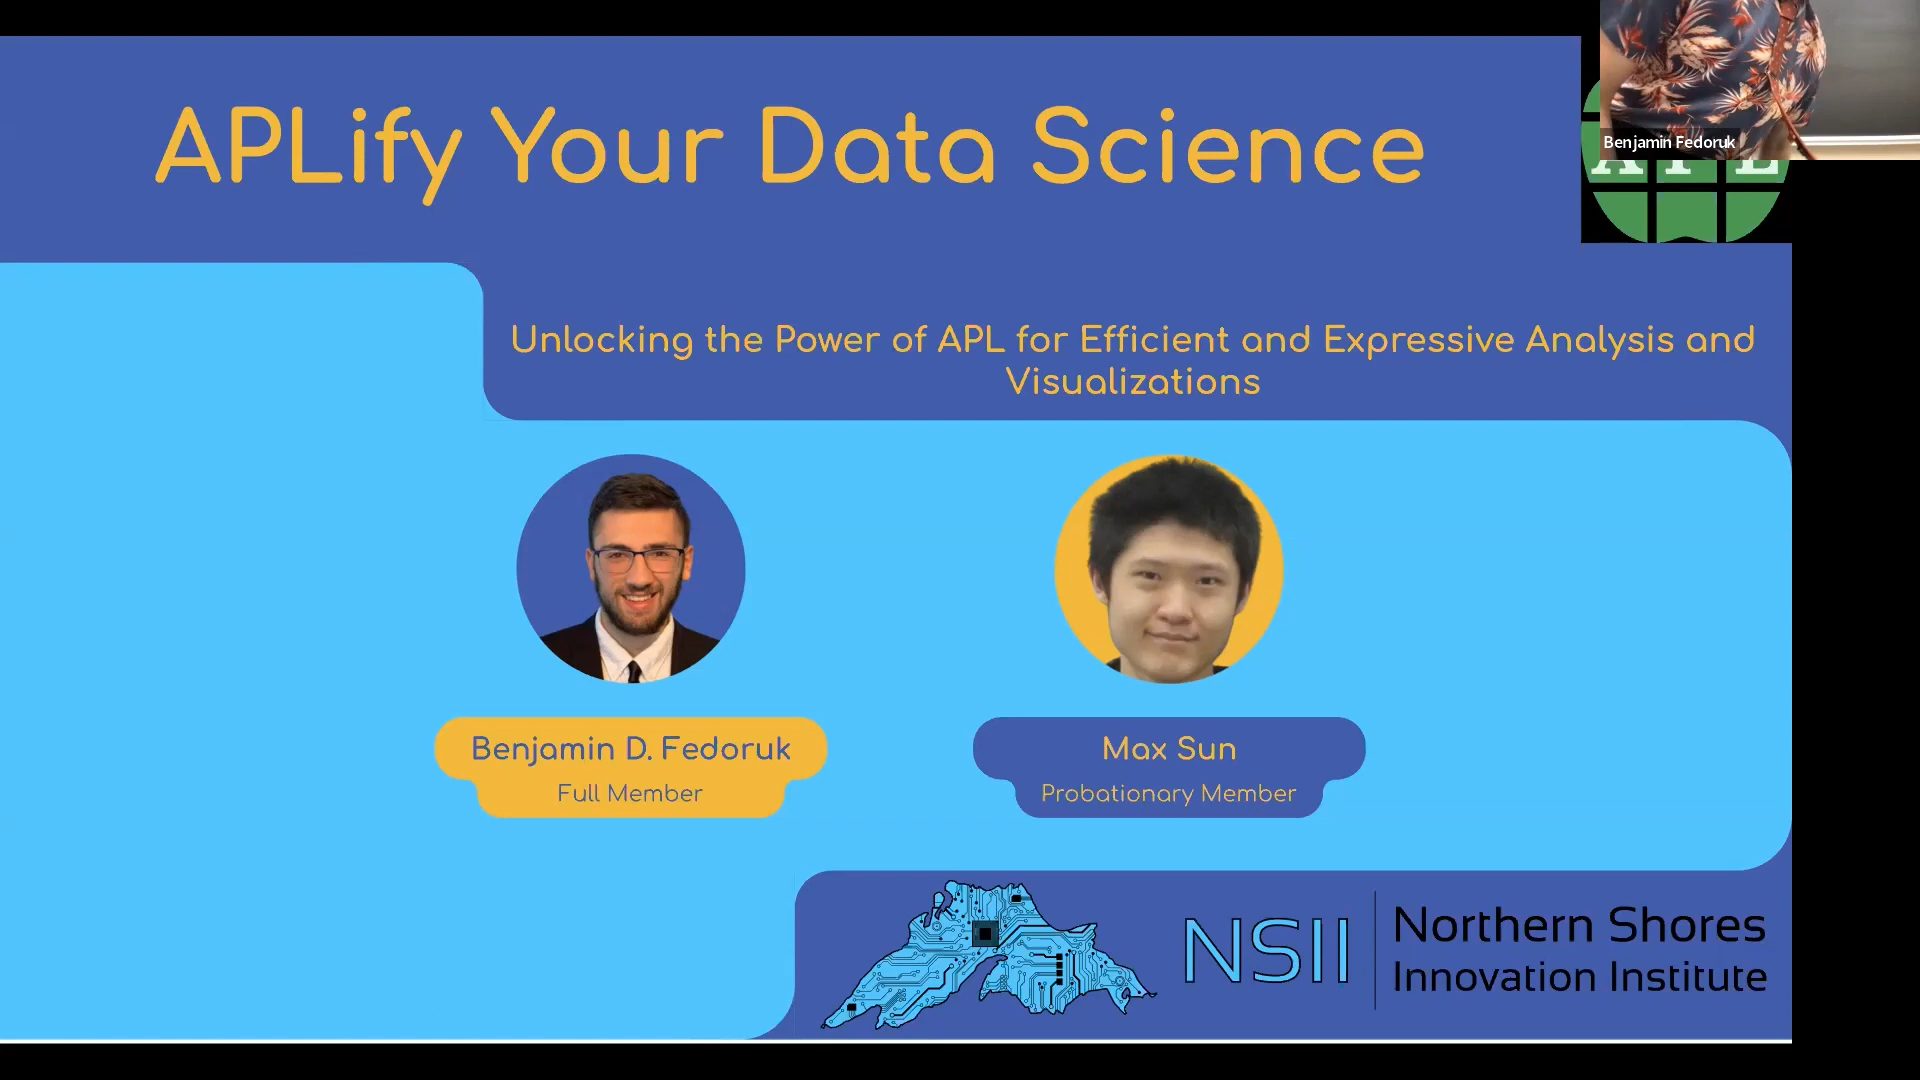 APLify Your Data Science
Benjamin Fedoruk
Unlocking the Power of APL for Efficient and Expressive Analysis and
Visualizations
Benjamin D. Fedoruk
Full Member
Max Sun
Probationary Member
NSII
Northern Shores
Innovation Institute